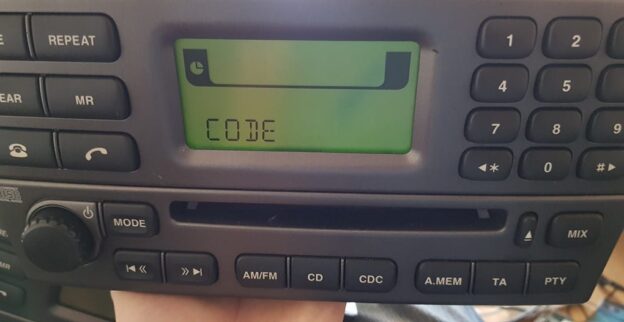 REPEAT
1 2
EAR MR
4 5
CODE
7 8 9
* 0 #
MODE
MIX
AM/FM CD CDC A.MEM TA PTY